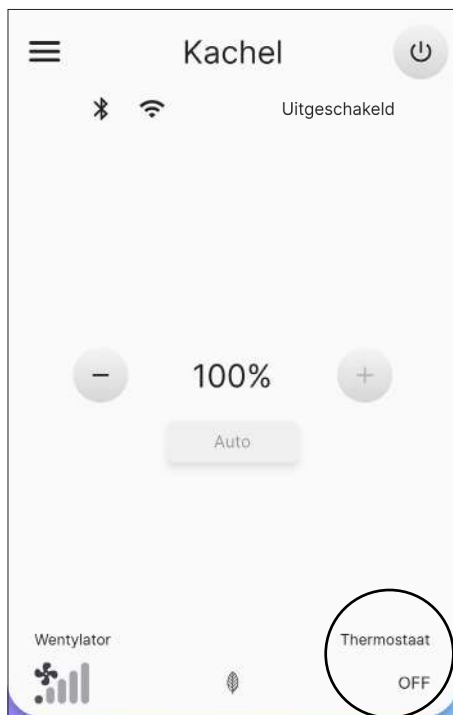 Kachel
Uitgeschakeld
100%
Auto
Wentylator
Thermostaat
OFF